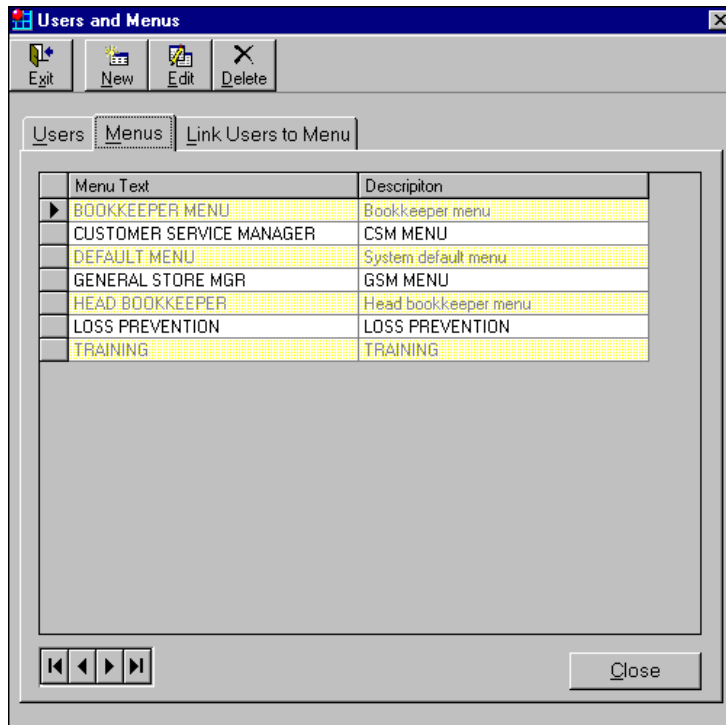 Users and Menus
Exit New Edit Delete
Users Menus Link Users to Menu
Menu Text Descripiton
BOOKKEEPER MENU Bookkeeper menu
CUSTOMER SERVICE MANAGER CSM MENU
DEFAULT MENU System default menu
GENERAL STORE MGR GSM MENU
HEAD BOOKKEEPER Head bookkeeper menu
LOSS PREVENTION LOSS PREVENTION
TRAINING TRAINING
Close